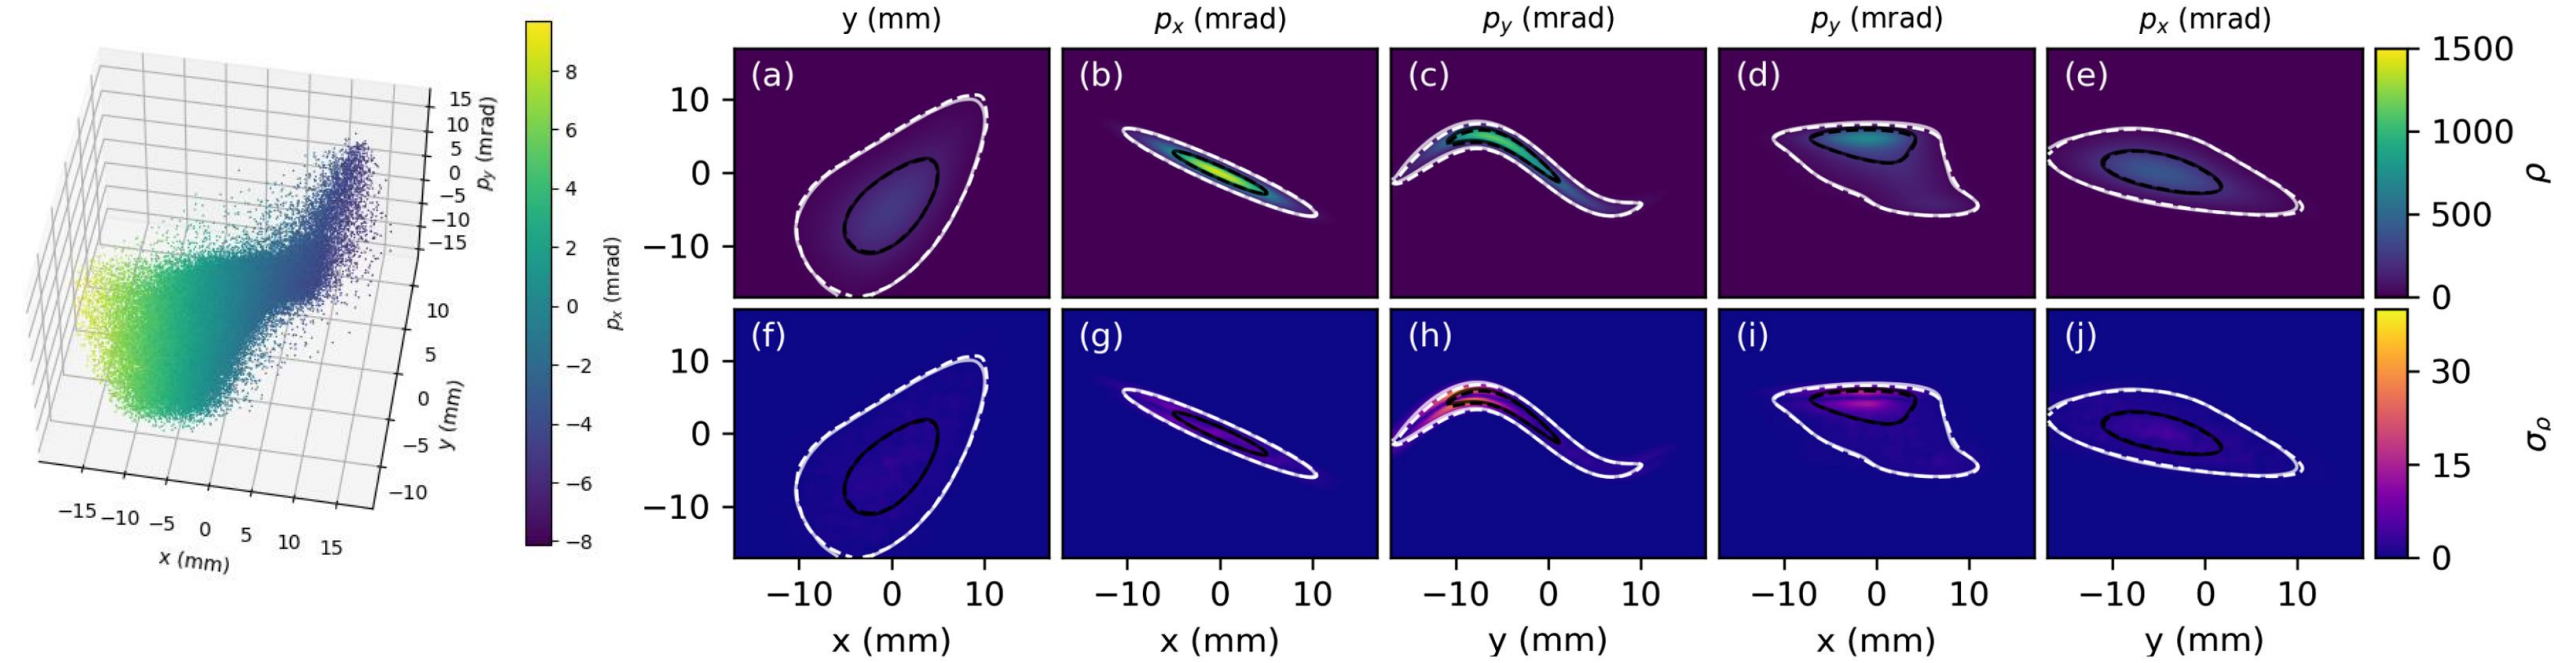 y (mm)
pₓ (mrad)
p_y (mrad)
p_y (mrad)
pₓ (mrad)
(a)
(b)
(c)
(d)
(e)
10
0
−10
1500
1000
500
0
ρ
(f)
(g)
(h)
(i)
(j)
10
0
−10
30
15
0
σ_ρ
−10 0 10
−10 0 10
−10 0 10
−10 0 10
−10 0 10
x (mm)
x (mm)
y (mm)
x (mm)
y (mm)
15
10
5
0
−5
−10
−15
p_y (mrad)
10
5
0
−5
−10
y (mm)
−15 −10 −5 0 5 10 15
x (mm)
8
6
4
2
0
−2
−4
−6
−8
pₓ (mrad)